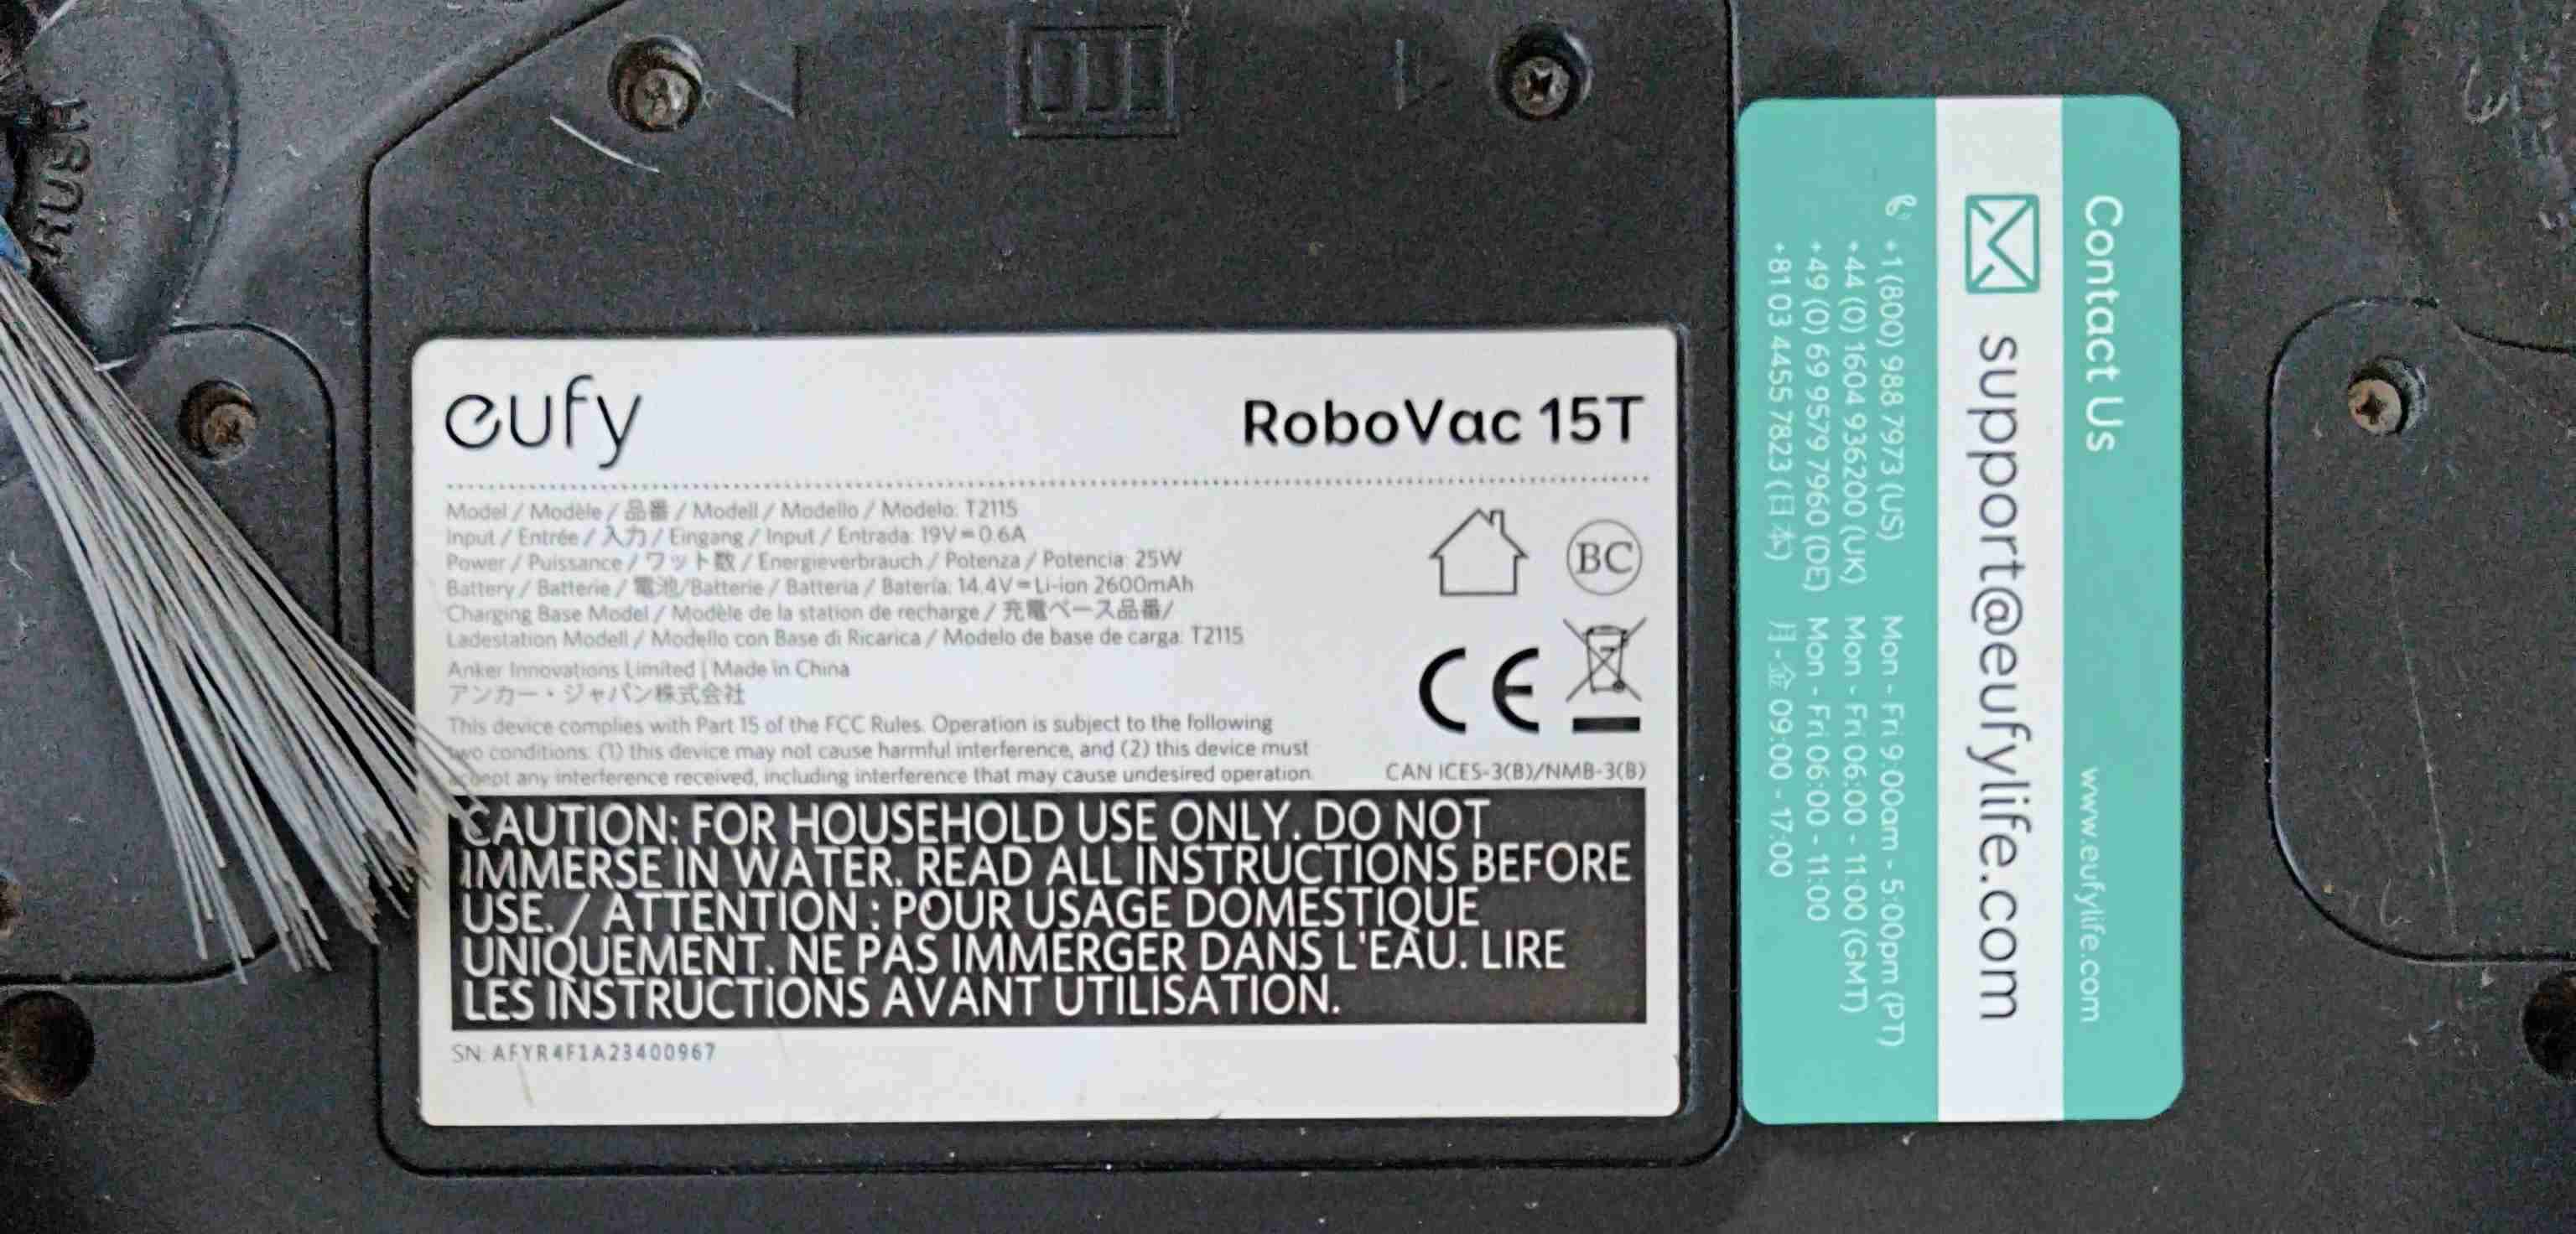 RUSH
eufy
RoboVac 15T
Model / Modèle / 品番 / Modell / Modello / Modelo: T2115
Input / Entrée / 入力 / Eingang / Input / Entrada: 19V⎓0.6A
Power / Puissance / ワット数 / Energieverbrauch / Potenza / Potencia: 25W
Battery / Batterie / 電池/Batterie / Batteria / Batería: 14.4V⎓Li-ion 2600mAh
Charging Base Model / Modèle de la station de recharge / 充電ベース品番/
Ladestation Modell / Modello con Base di Ricarica / Modelo de base de carga: T2115
Anker Innovations Limited | Made in China
アンカー・ジャパン株式会社
This device complies with Part 15 of the FCC Rules. Operation is subject to the following
two conditions: (1) this device may not cause harmful interference, and (2) this device must
accept any interference received, including interference that may cause undesired operation.
BC
CE
CAN ICES-3(B)/NMB-3(B)
CAUTION: FOR HOUSEHOLD USE ONLY. DO NOT
IMMERSE IN WATER. READ ALL INSTRUCTIONS BEFORE
USE. / ATTENTION : POUR USAGE DOMESTIQUE
UNIQUEMENT. NE PAS IMMERGER DANS L'EAU. LIRE
LES INSTRUCTIONS AVANT UTILISATION.
SN: AFYR4F1A23400967
Contact Us www.eufylife.com
support@eufylife.com
+1 (800) 988 7973 (US) Mon - Fri 9:00am - 5:00pm (PT)
+44 (0) 1604 936200 (UK) Mon - Fri 06:00 - 11:00 (GMT)
+49 (0) 69 9579 7960 (DE) Mon - Fri 06:00 - 11:00
+81 03 4455 7823 (日本) 月-金 09:00 - 17:00